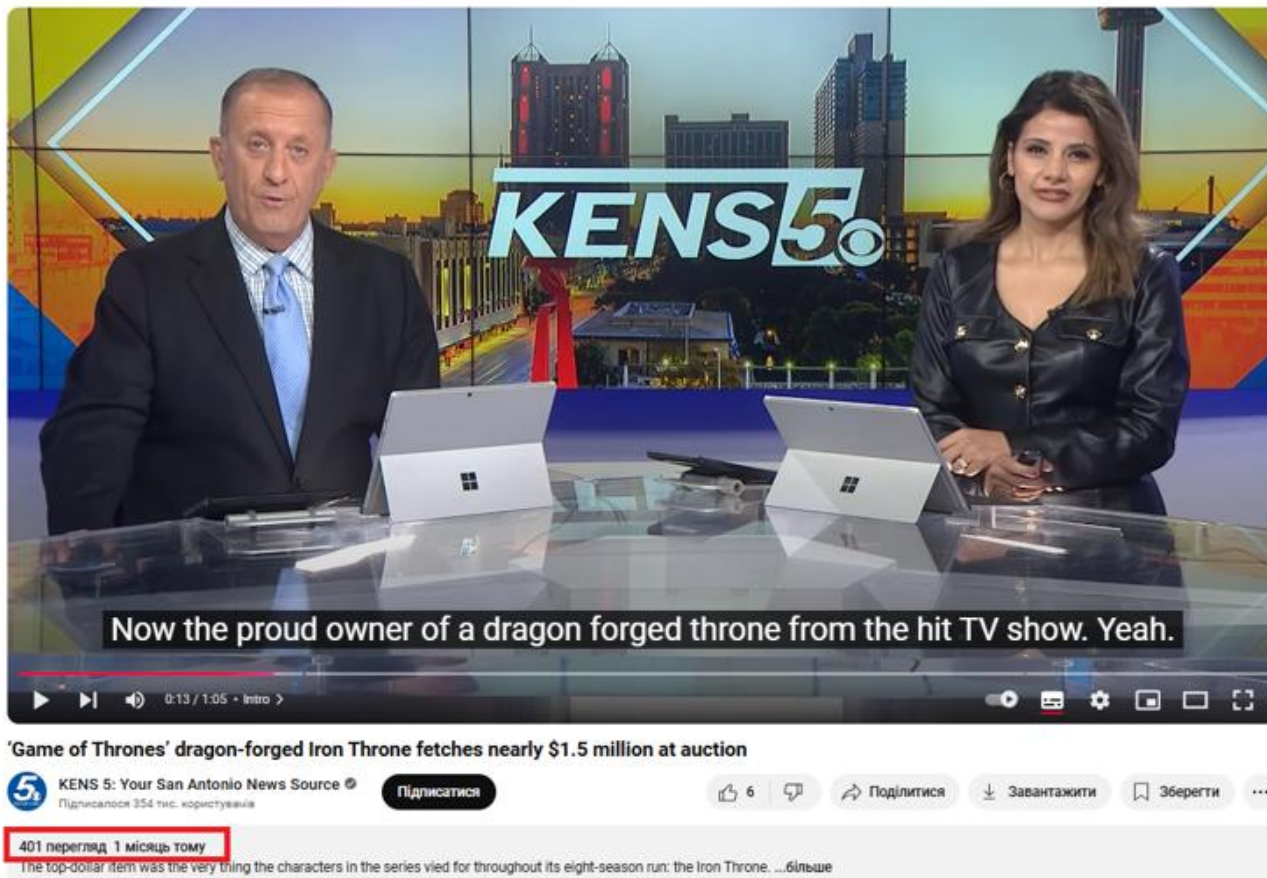 KENS 5
Now the proud owner of a dragon forged throne from the hit TV show. Yeah.
0:13 / 1:05 • Intro >
'Game of Thrones' dragon-forged Iron Throne fetches nearly $1.5 million at auction
5
KENS 5: Your San Antonio News Source
Підписалося 354 тис. користувачів
Підписатися
6
Поділитися
Завантажити
Зберегти
...
401 перегляд 1 місяць тому
The top-dollar item was the very thing the characters in the series vied for throughout its eight-season run: the Iron Throne. ...більше